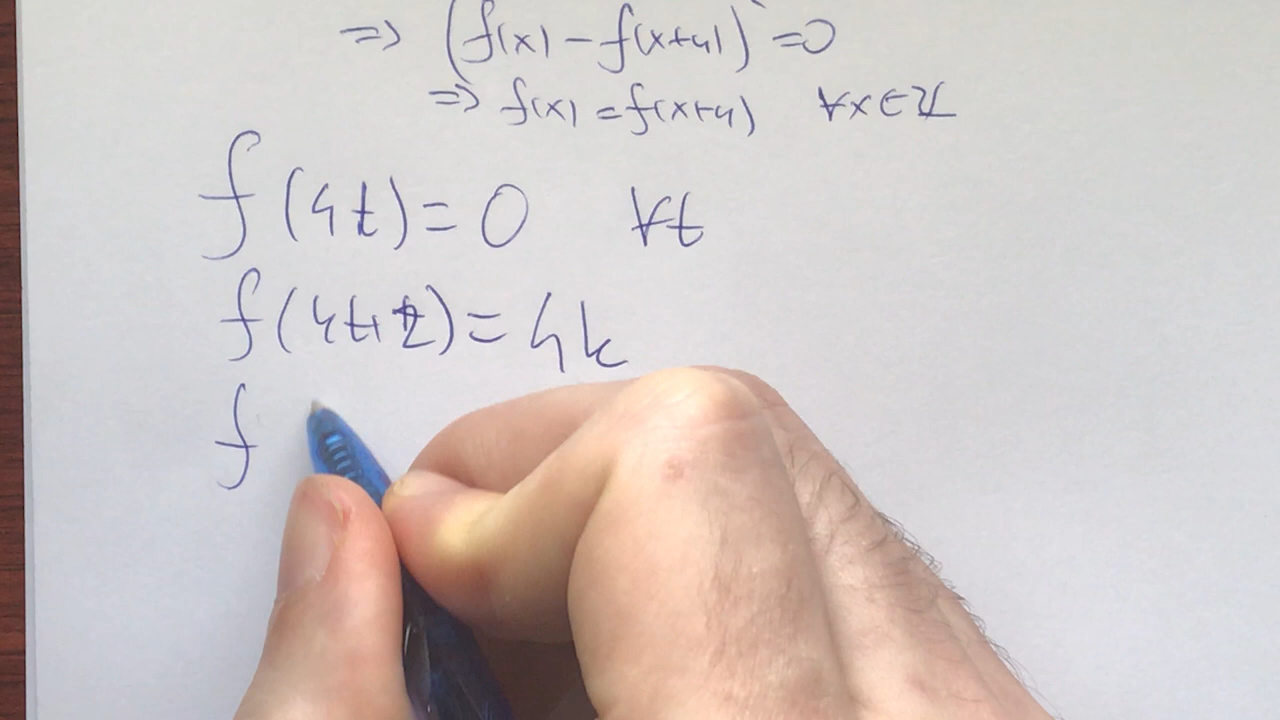 => (f(x) - f(x+4))² = 0
=> f(x) = f(x+4) ∀x∈ℤ
f(4t) = 0 ∀t
f(4t+2) = 4k
f